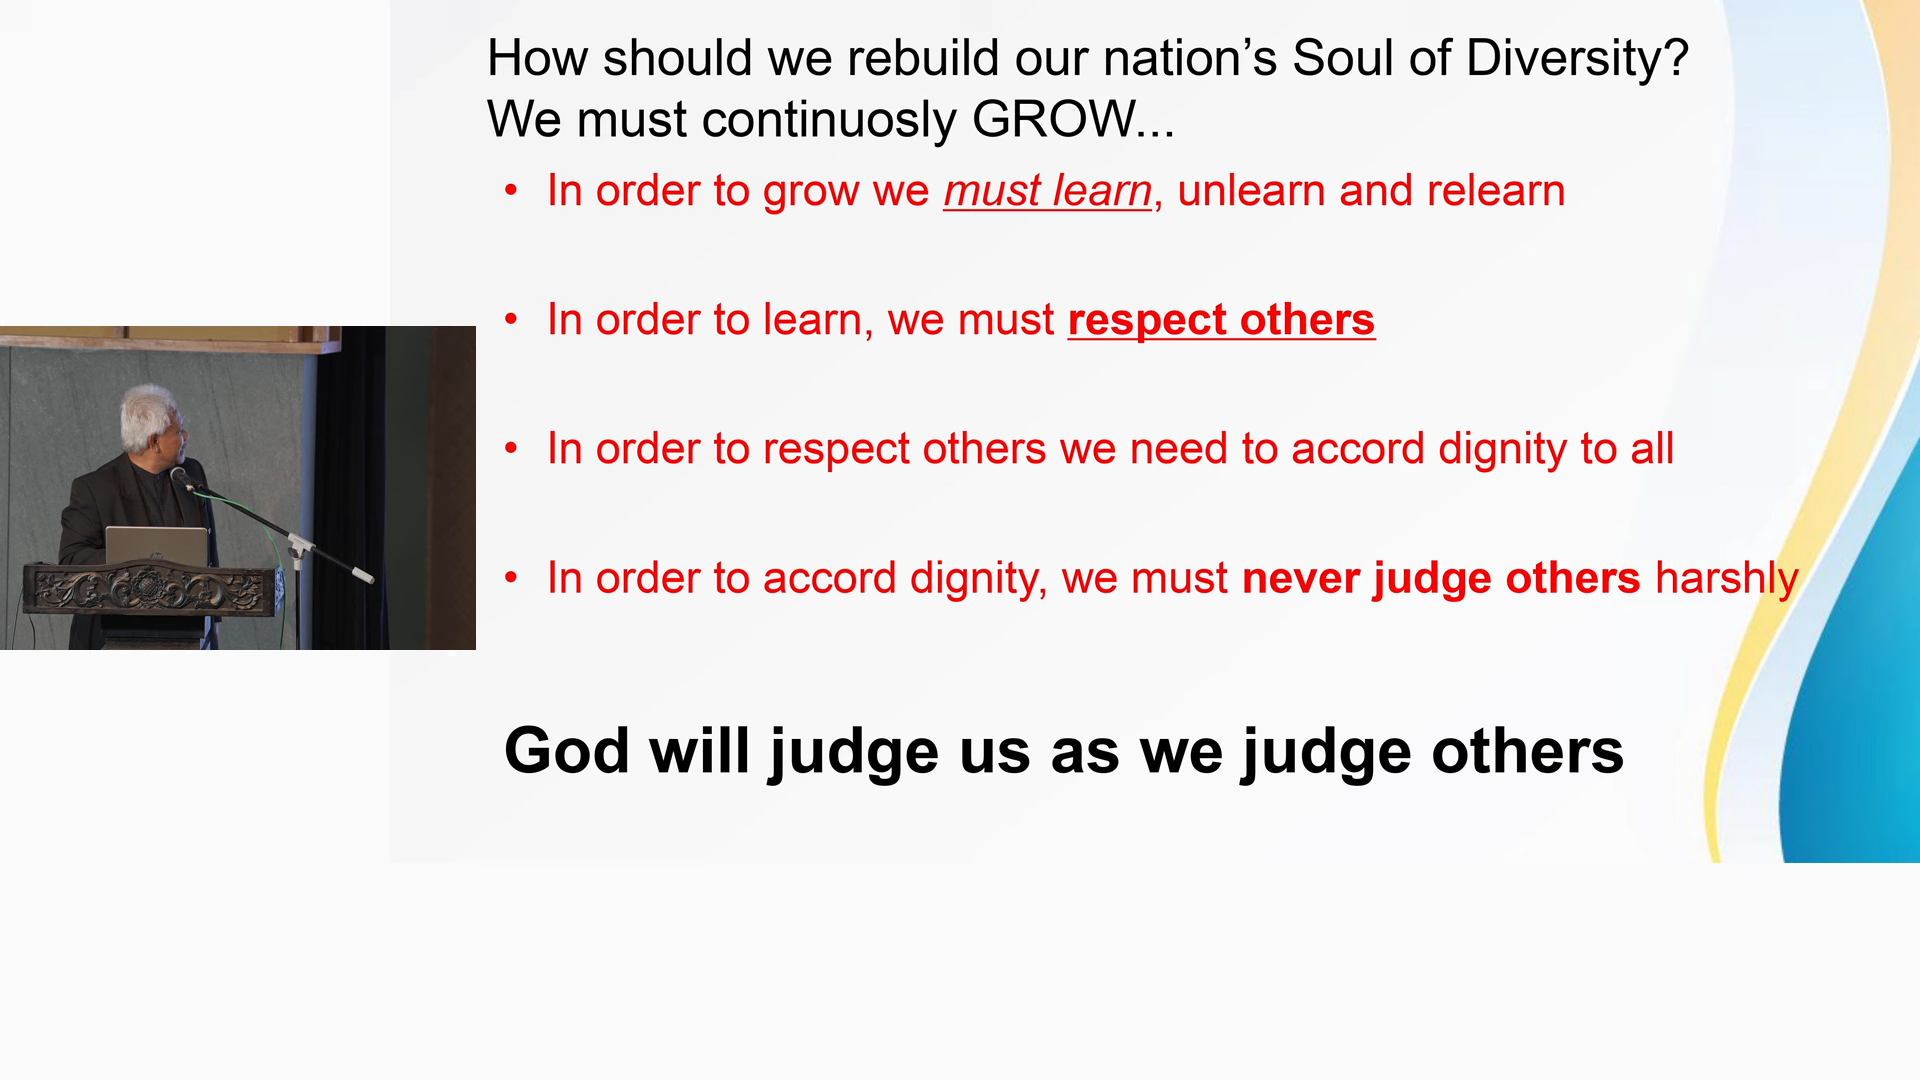 How should we rebuild our nation’s Soul of Diversity?
We must continuosly GROW...
• In order to grow we must learn, unlearn and relearn
• In order to learn, we must respect others
• In order to respect others we need to accord dignity to all
• In order to accord dignity, we must never judge others harshly
God will judge us as we judge others